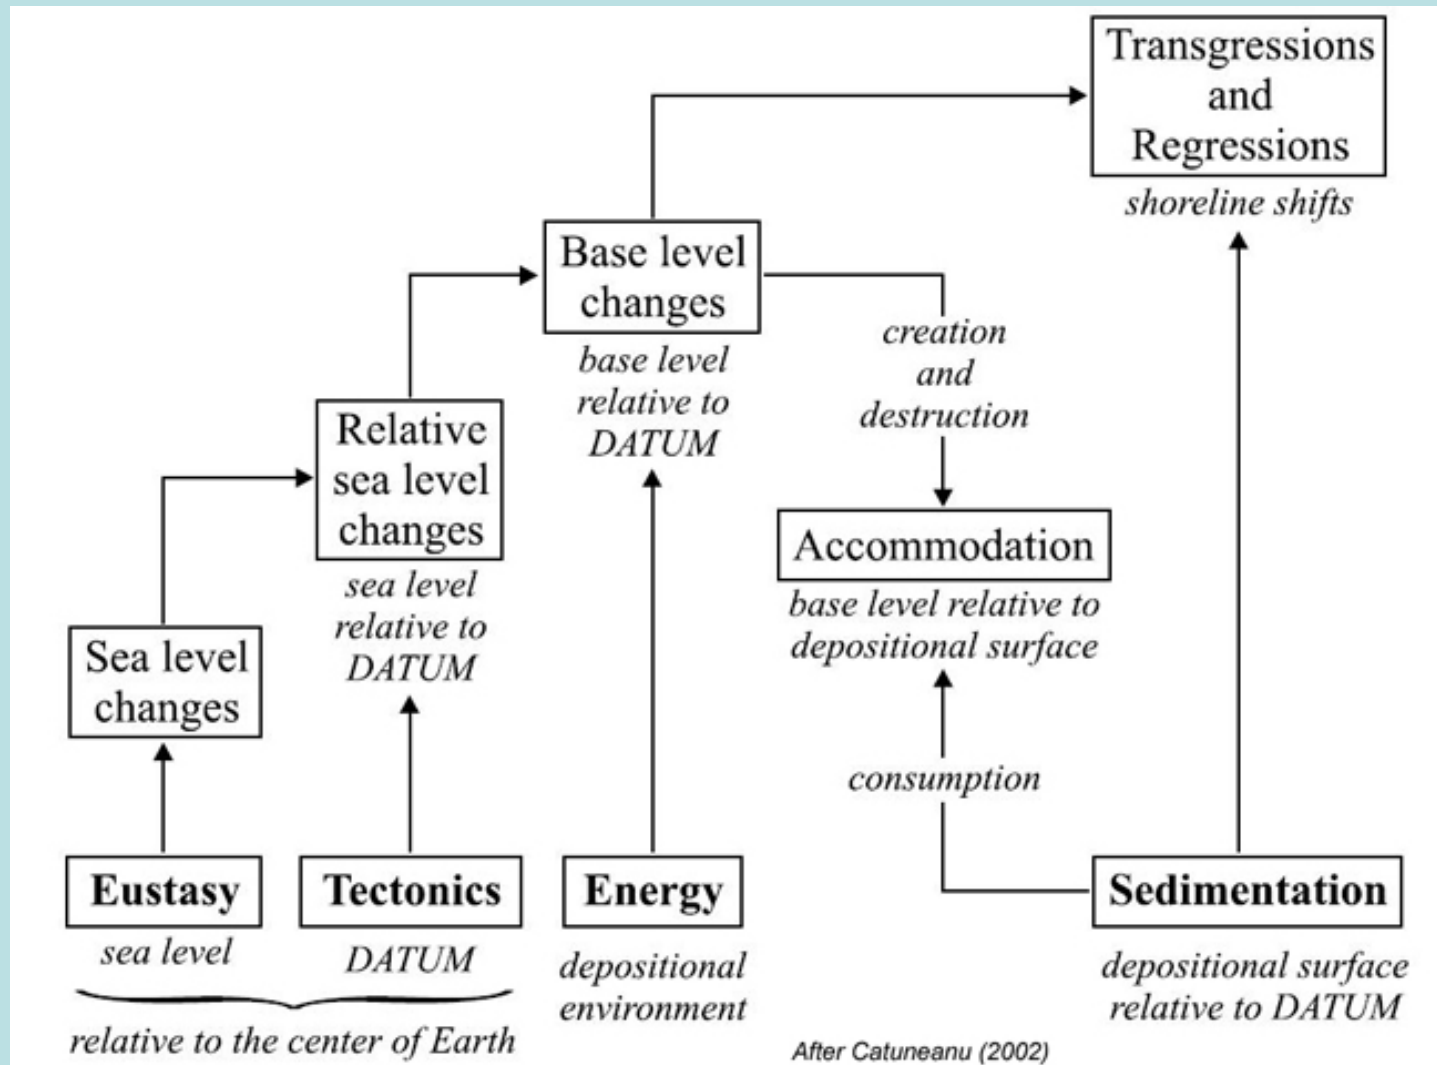 Transgressions
and
Regressions
shoreline shifts
Base level
changes
base level
relative to
DATUM
creation
and
destruction
Relative
sea level
changes
sea level
relative to
DATUM
Accommodation
base level relative to
depositional surface
Sea level
changes
consumption
Eustasy
sea level
Tectonics
DATUM
relative to the center of Earth
Energy
depositional
environment
Sedimentation
depositional surface
relative to DATUM
After Catuneanu (2002)